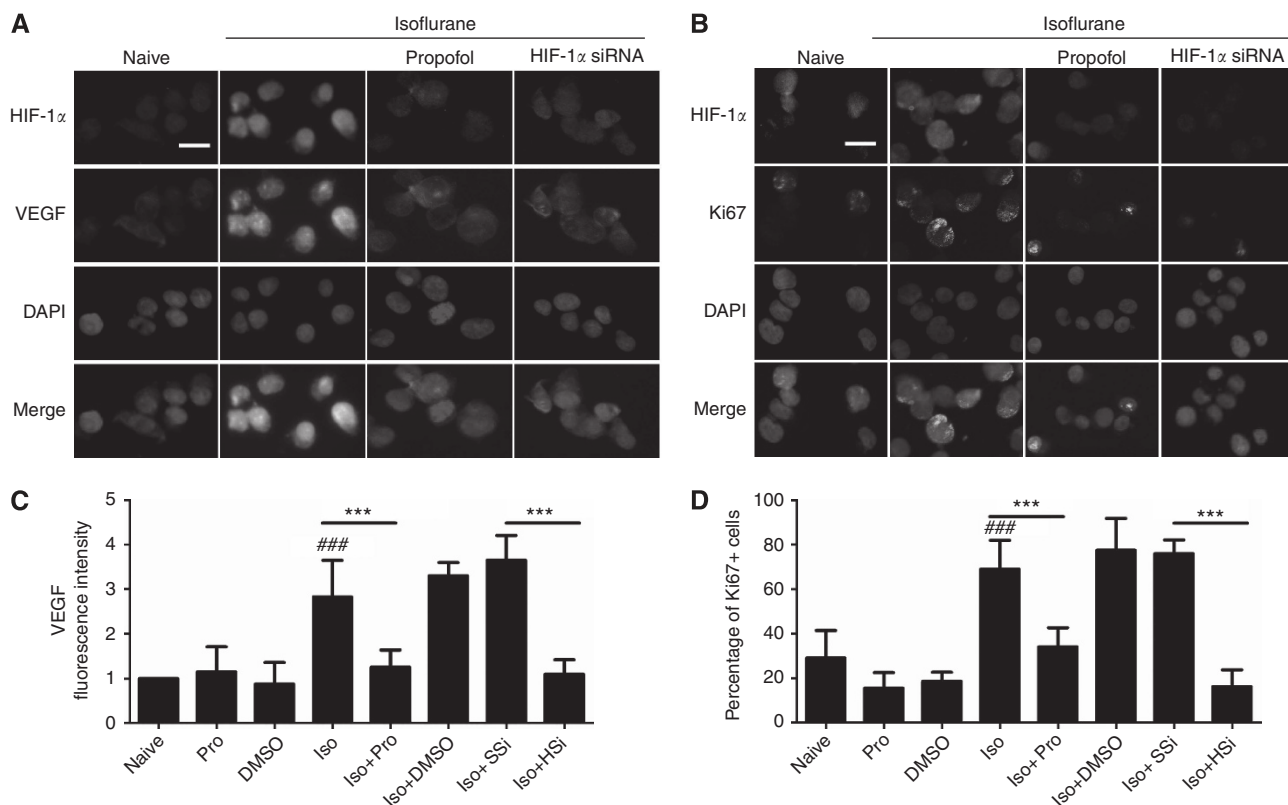 A
Isoflurane
Naive
Propofol
HIF-1α siRNA
HIF-1α
VEGF
DAPI
Merge
B
Isoflurane
Naive
Propofol
HIF-1α siRNA
HIF-1α
Ki67
DAPI
Merge
C
VEGF
fluorescence intensity
5
4
3
2
1
0
***
***
###
Naive
Pro
DMSO
Iso
Iso+Pro
Iso+DMSO
Iso+ SSi
Iso+HSi
D
Percentage of Ki67+ cells
100
80
60
40
20
0
***
***
###
Naive
Pro
DMSO
Iso
Iso+ Pro
Iso+DMSO
Iso+ SSi
Iso+HSi